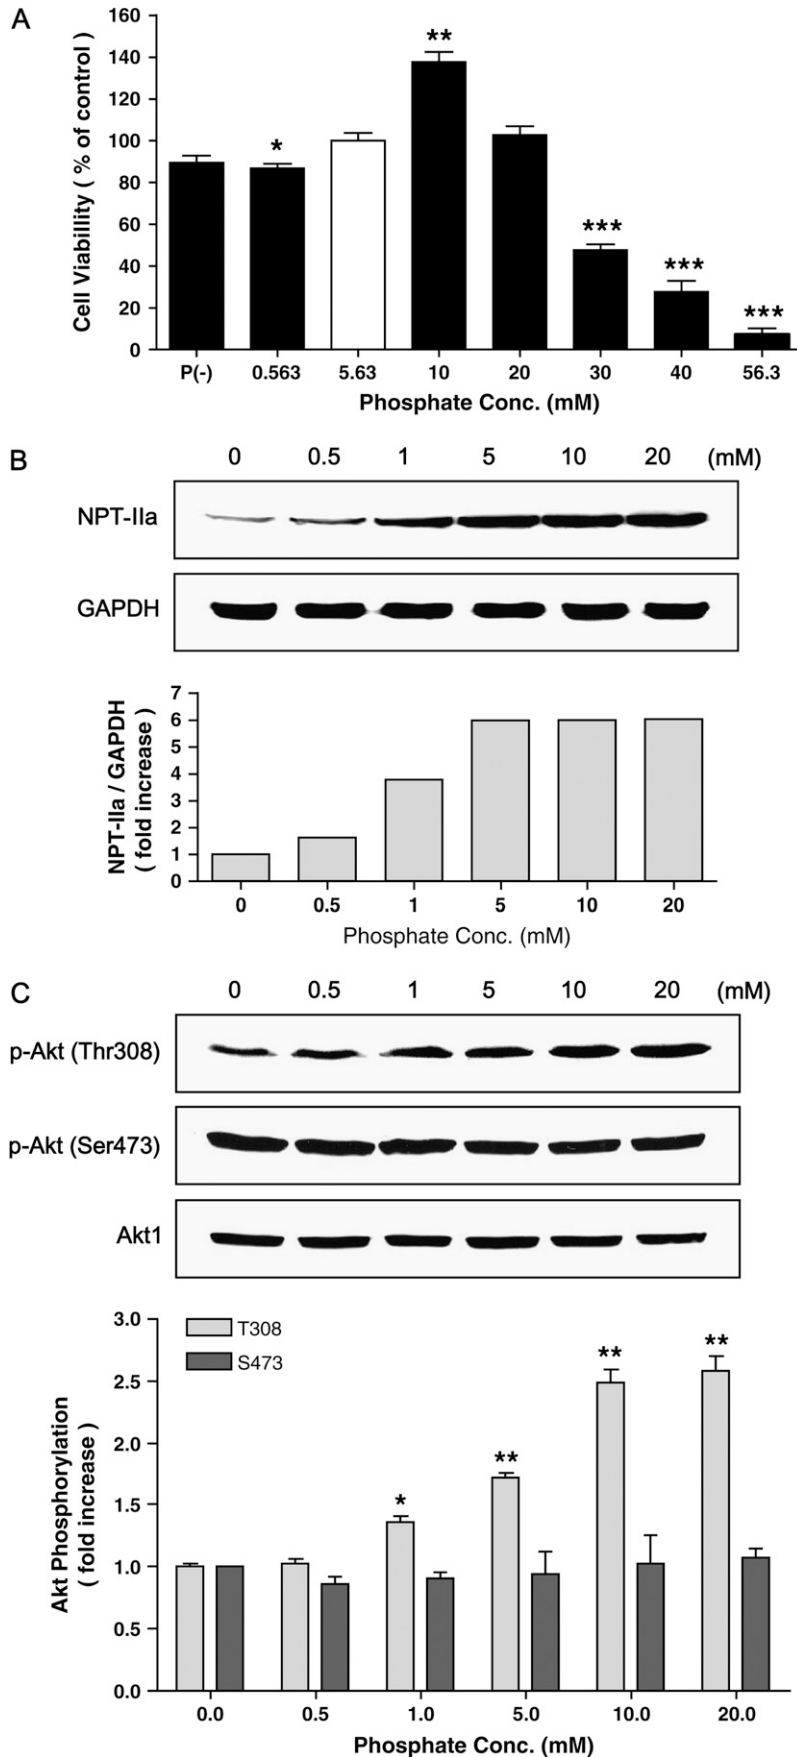 A
160
140
120
100
80
60
40
20
0
Cell Viabillity ( % of control )
*
**
***
***
***
P(-) 0.563 5.63 10 20 30 40 56.3
Phosphate Conc. (mM)
B
0 0.5 1 5 10 20 (mM)
NPT-IIa
GAPDH
NPT-IIa / GAPDH
( fold increase )
7
6
5
4
3
2
1
0
0 0.5 1 5 10 20
Phosphate Conc. (mM)
C
0 0.5 1 5 10 20 (mM)
p-Akt (Thr308)
p-Akt (Ser473)
Akt1
Akt Phosphorylation
( fold increase )
3.0
2.5
2.0
1.5
1.0
0.5
0.0
T308
S473
*
**
**
**
0.0 0.5 1.0 5.0 10.0 20.0
Phosphate Conc. (mM)